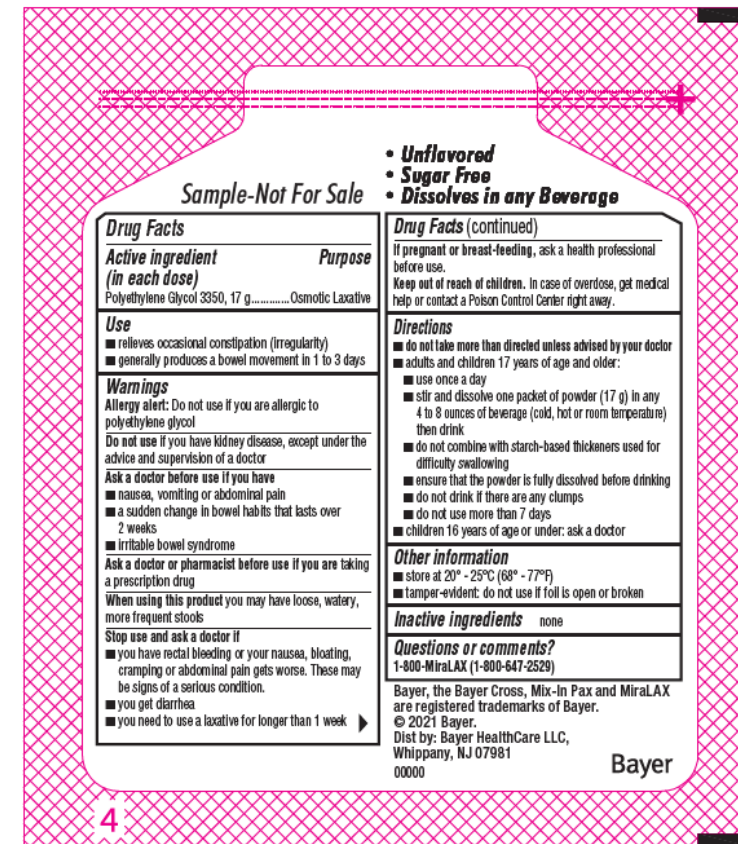 • Unflavored
• Sugar Free
• Dissolves in any Beverage
Sample-Not For Sale
Drug Facts
Active ingredient Purpose
(in each dose)
Polyethylene Glycol 3350, 17 g.............Osmotic Laxative
Use
■ relieves occasional constipation (irregularity)
■ generally produces a bowel movement in 1 to 3 days
Warnings
Allergy alert: Do not use if you are allergic to
polyethylene glycol
Do not use if you have kidney disease, except under the
advice and supervision of a doctor
Ask a doctor before use if you have
■ nausea, vomiting or abdominal pain
■ a sudden change in bowel habits that lasts over
2 weeks
■ irritable bowel syndrome
Ask a doctor or pharmacist before use if you are taking
a prescription drug
When using this product you may have loose, watery,
more frequent stools
Stop use and ask a doctor if
■ you have rectal bleeding or your nausea, bloating,
cramping or abdominal pain gets worse. These may
be signs of a serious condition.
■ you get diarrhea
■ you need to use a laxative for longer than 1 week
Drug Facts (continued)
If pregnant or breast-feeding, ask a health professional
before use.
Keep out of reach of children. In case of overdose, get medical
help or contact a Poison Control Center right away.
Directions
■ do not take more than directed unless advised by your doctor
■ adults and children 17 years of age and older:
■ use once a day
■ stir and dissolve one packet of powder (17 g) in any
4 to 8 ounces of beverage (cold, hot or room temperature)
then drink
■ do not combine with starch-based thickeners used for
difficulty swallowing
■ ensure that the powder is fully dissolved before drinking
■ do not drink if there are any clumps
■ do not use more than 7 days
■ children 16 years of age or under: ask a doctor
Other information
■ store at 20° - 25°C (68° - 77°F)
■ tamper-evident: do not use if foil is open or broken
Inactive ingredients none
Questions or comments?
1-800-MiraLAX (1-800-647-2529)
Bayer, the Bayer Cross, Mix-In Pax and MiraLAX
are registered trademarks of Bayer.
© 2021 Bayer.
Dist by: Bayer HealthCare LLC,
Whippany, NJ 07981
00000
Bayer
4